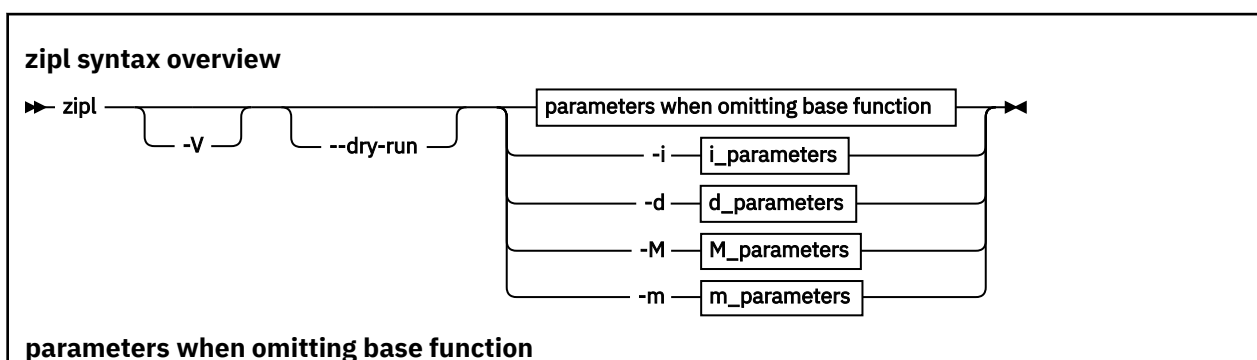 zipl syntax overview
zipl parameters when omitting base function
-V --dry-run
-i i_parameters
-d d_parameters
-M M_parameters
-m m_parameters
parameters when omitting base function